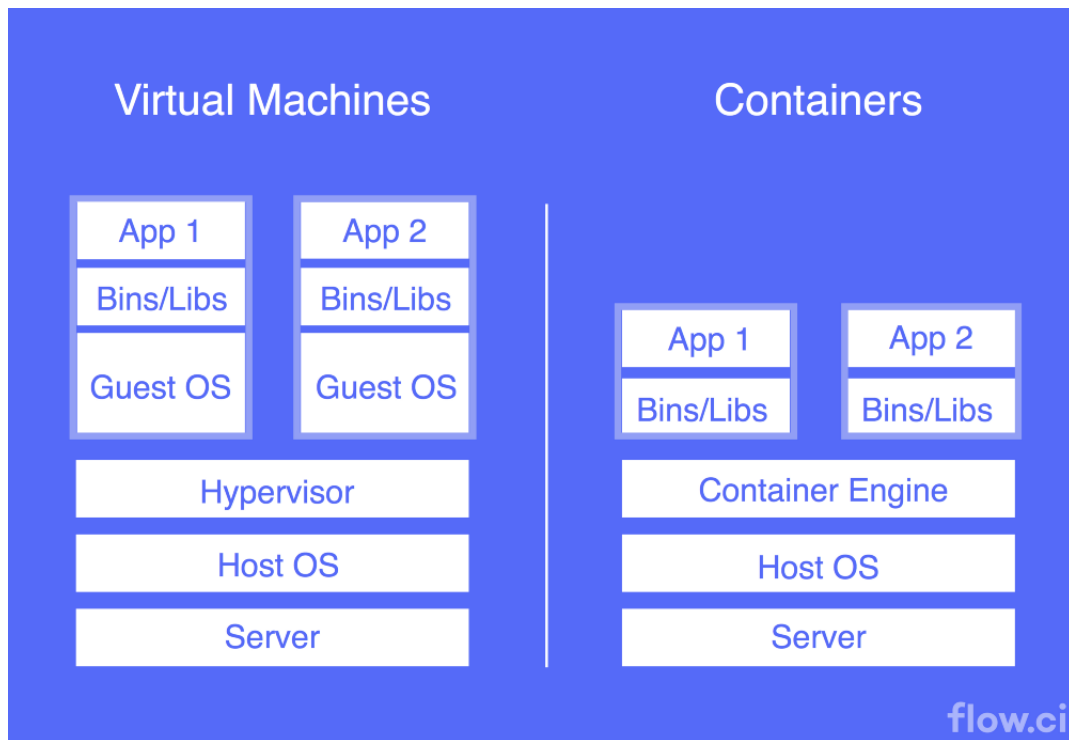 Virtual Machines
App 1
Bins/Libs
Guest OS
App 2
Bins/Libs
Guest OS
Hypervisor
Host OS
Server
Containers
App 1
Bins/Libs
App 2
Bins/Libs
Container Engine
Host OS
Server
flow.ci